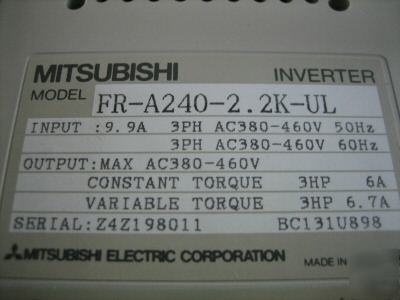 MITSUBISHI INVERTER
MODEL FR-A240-2.2K-UL
INPUT :9.9A 3PH AC380-460V 50Hz
3PH AC380-460V 60Hz
OUTPUT:MAX AC380-460V
CONSTANT TORQUE 3HP 6A
VARIABLE TORQUE 3HP 6.7A
SERIAL:Z4Z198011 BC131U898
MITSUBISHI ELECTRIC CORPORATION MADE IN